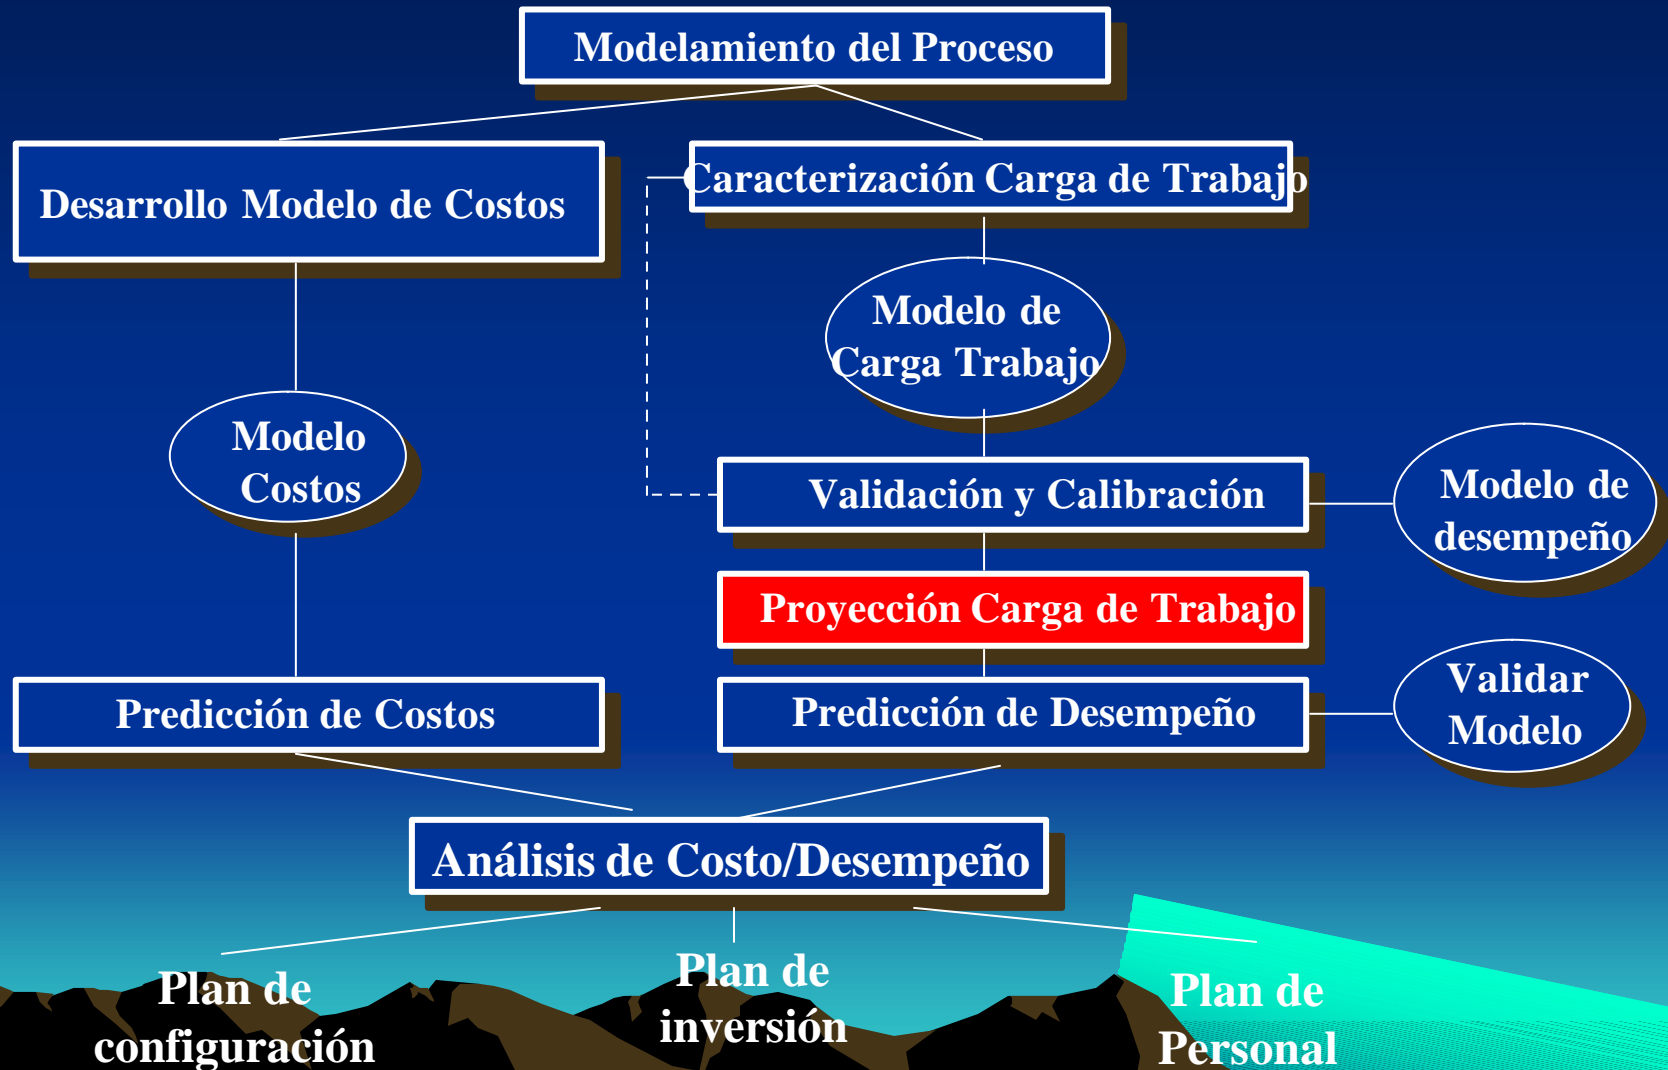 Modelamiento del Proceso
Desarrollo Modelo de Costos
Caracterización Carga de Trabajo
Modelo de
Carga Trabajo
Modelo
Costos
Validación y Calibración
Modelo de
desempeño
Proyección Carga de Trabajo
Predicción de Costos
Predicción de Desempeño
Validar
Modelo
Análisis de Costo/Desempeño
Plan de
configuración
Plan de
inversión
Plan de
Personal